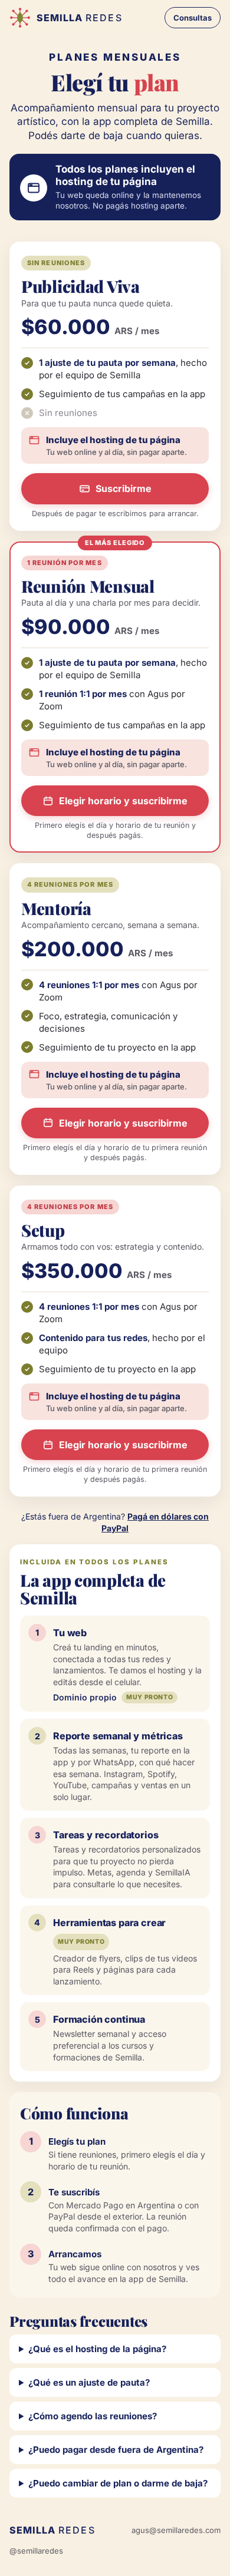 SEMILLA REDES
Consultas
PLANES MENSUALES
Elegí tu plan
Acompañamiento mensual para tu proyecto
artístico, con la app completa de Semilla.
Podés darte de baja cuando quieras.
Todos los planes incluyen el
hosting de tu página
Tu web queda online y la mantenemos
nosotros. No pagás hosting aparte.
SIN REUNIONES
Publicidad Viva
Para que tu pauta nunca quede quieta.
$60.000 ARS / mes
1 ajuste de tu pauta por semana, hecho
por el equipo de Semilla
Seguimiento de tus campañas en la app
Sin reuniones
Incluye el hosting de tu página
Tu web online y al día, sin pagar aparte.
Suscribirme
Después de pagar te escribimos para arrancar.
EL MÁS ELEGIDO
1 REUNIÓN POR MES
Reunión Mensual
Pauta al día y una charla por mes para decidir.
$90.000 ARS / mes
1 ajuste de tu pauta por semana, hecho
por el equipo de Semilla
1 reunión 1:1 por mes con Agus por
Zoom
Seguimiento de tus campañas en la app
Incluye el hosting de tu página
Tu web online y al día, sin pagar aparte.
Elegir horario y suscribirme
Primero elegís el día y horario de tu reunión y
después pagás.
4 REUNIONES POR MES
Mentoría
Acompañamiento cercano, semana a semana.
$200.000 ARS / mes
4 reuniones 1:1 por mes con Agus por
Zoom
Foco, estrategia, comunicación y
decisiones
Seguimiento de tu proyecto en la app
Incluye el hosting de tu página
Tu web online y al día, sin pagar aparte.
Elegir horario y suscribirme
Primero elegís el día y horario de tu primera reunión
y después pagás.
4 REUNIONES POR MES
Setup
Armamos todo con vos: estrategia y contenido.
$350.000 ARS / mes
4 reuniones 1:1 por mes con Agus por
Zoom
Contenido para tus redes, hecho por el
equipo
Seguimiento de tu proyecto en la app
Incluye el hosting de tu página
Tu web online y al día, sin pagar aparte.
Elegir horario y suscribirme
Primero elegís el día y horario de tu primera reunión
y después pagás.
¿Estás fuera de Argentina? Pagá en dólares con
PayPal
INCLUIDA EN TODOS LOS PLANES
La app completa de
Semilla
1 Tu web
Creá tu landing en minutos,
conectada a todas tus redes y
lanzamientos. Te damos el hosting y la
editás desde el celular.
Dominio propio MUY PRONTO
2 Reporte semanal y métricas
Todas las semanas, tu reporte en la
app y por WhatsApp, con qué hacer
esa semana. Instagram, Spotify,
YouTube, campañas y ventas en un
solo lugar.
3 Tareas y recordatorios
Tareas y recordatorios personalizados
para que tu proyecto no pierda
impulso. Metas, agenda y SemillaIA
para consultarle lo que necesites.
4 Herramientas para crear
MUY PRONTO
Creador de flyers, clips de tus videos
para Reels y páginas para cada
lanzamiento.
5 Formación continua
Newsletter semanal y acceso
preferencial a los cursos y
formaciones de Semilla.
Cómo funciona
1 Elegís tu plan
Si tiene reuniones, primero elegís el día y
horario de tu reunión.
2 Te suscribís
Con Mercado Pago en Argentina o con
PayPal desde el exterior. La reunión
queda confirmada con el pago.
3 Arrancamos
Tu web sigue online con nosotros y ves
todo el avance en la app de Semilla.
Preguntas frecuentes
¿Qué es el hosting de la página?
¿Qué es un ajuste de pauta?
¿Cómo agendo las reuniones?
¿Puedo pagar desde fuera de Argentina?
¿Puedo cambiar de plan o darme de baja?
SEMILLA REDES
agus@semillaredes.com
@semillaredes